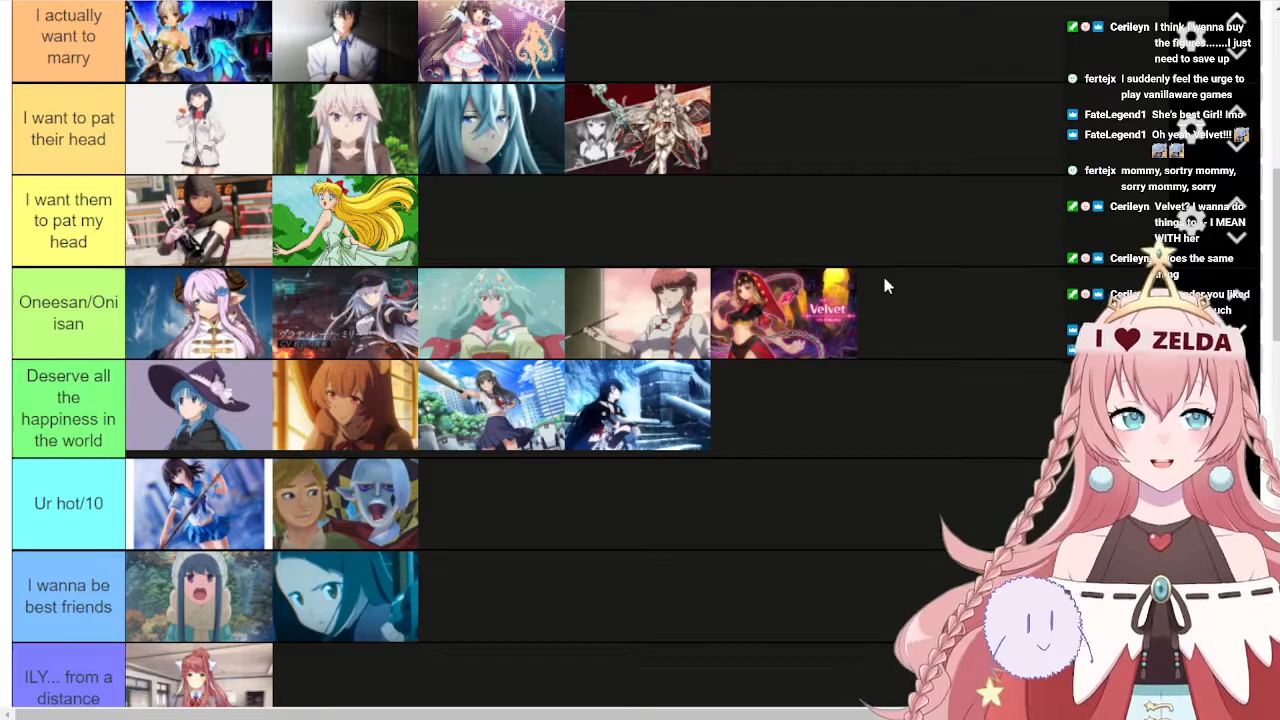 I actually
want to
marry
I want to pat
their head
I want them
to pat my
head
Oneesan/Oni
isan
Velvet
Deserve all
the
happiness in
the world
Ur hot/10
I wanna be
best friends
ILY... from a
distance
Cerileyn I think I wanna buy
the figures.......I just
need to save up
fertejx I suddenly feel the urge to
play vanillaware games
FateLegend1 She's best Girl! Imo
FateLegend1 Oh yeah Velvet!!!
fertejx mommy, sortry mommy,
sorry mommy, sorry
Cerileyn Velvet? I wanna do
things to - I MEAN
WITH her
does the same
you liked
I ZELDA